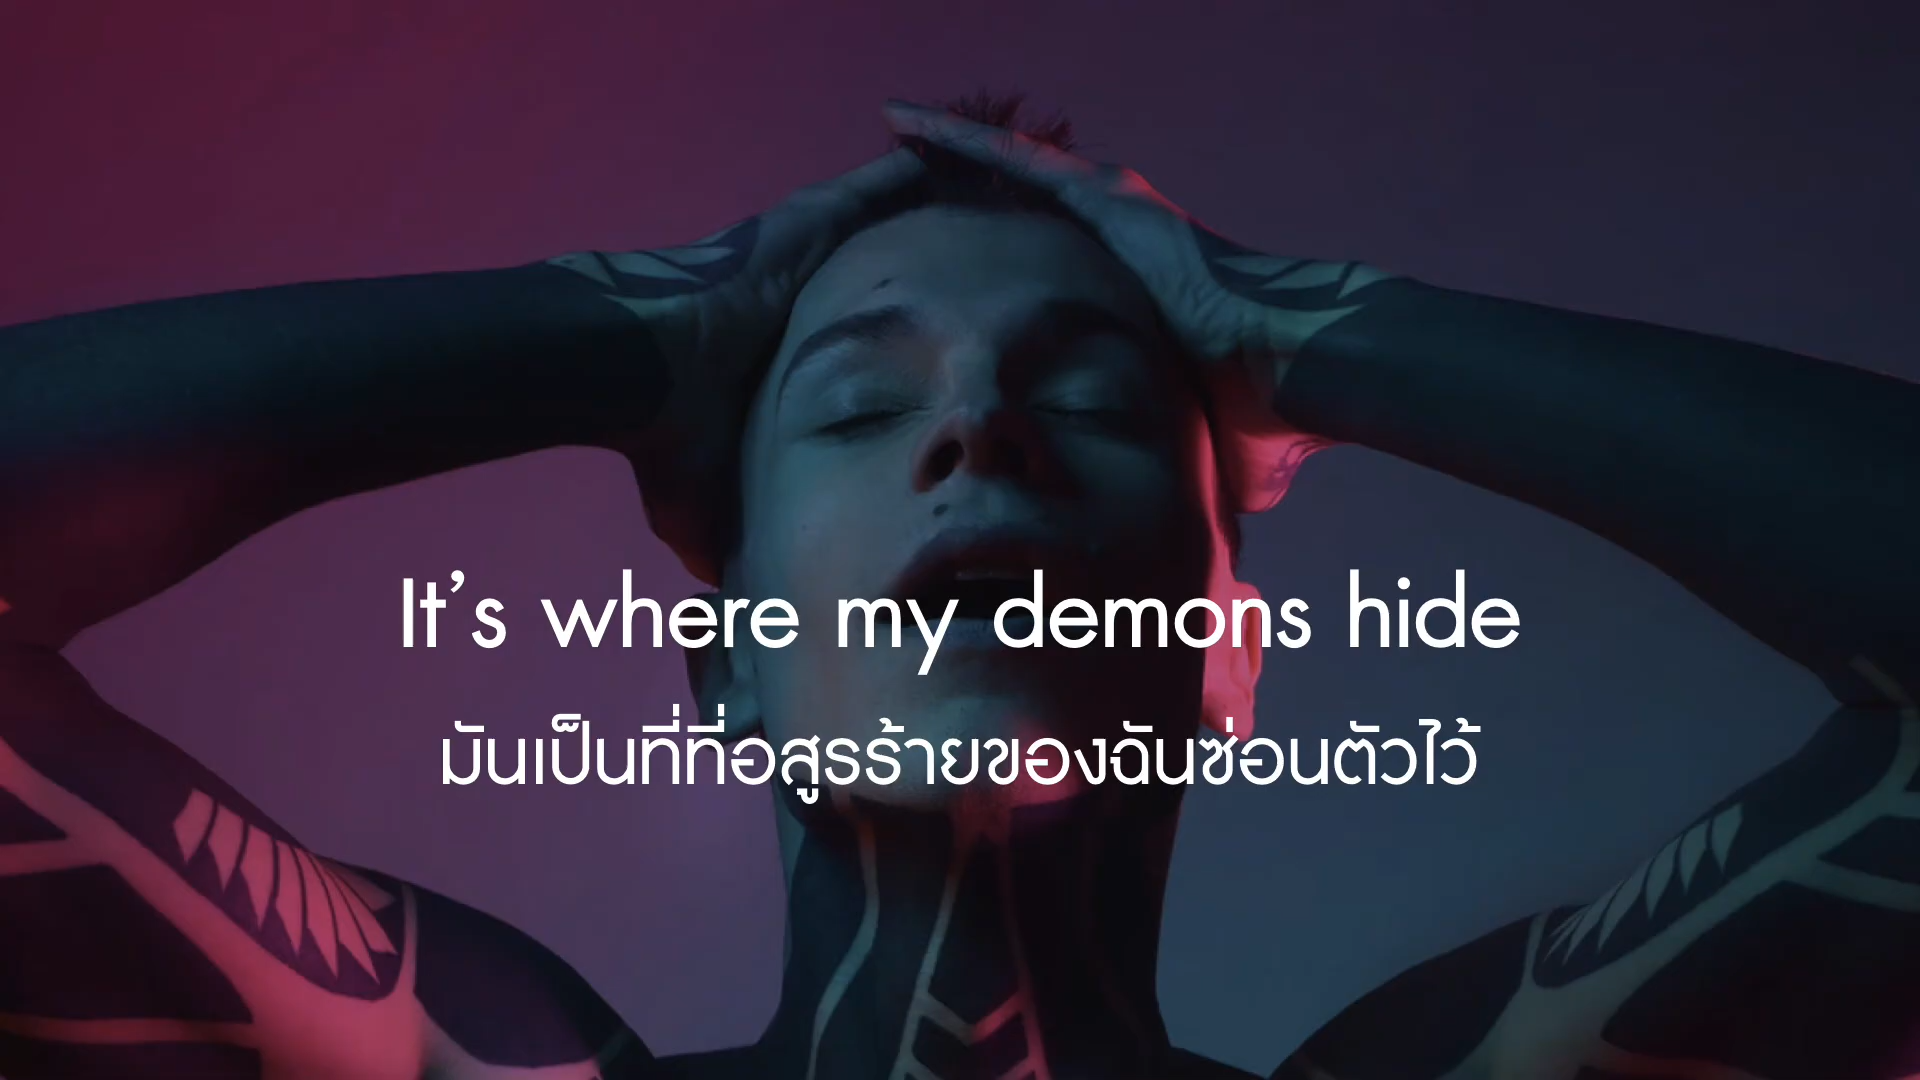 It’s where my demons hide
มันเป็นที่ที่อสูรร้ายของฉันซ่อนตัวไว้